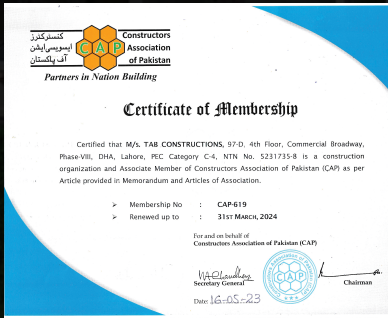 کنسٹرکٹرز
ایسوسی ایشن
آف پاکستان
CAP
Constructors
Association
of Pakistan
Partners in Nation Building
Certificate of Membership
Certified that M/s. TAB CONSTRUCTIONS, 97-D, 4th Floor, Commercial Broadway,
Phase-VIII, DHA, Lahore, PEC Category C-4, NTN No. 5231735-8 is a construction
organization and Associate Member of Constructors Association of Pakistan (CAP) as per
Article provided in Memorandum and Articles of Association.
➢ Membership No : CAP-619
➢ Renewed up to : 31ST MARCH, 2024
For and on behalf of
Constructors Association of Pakistan (CAP)
CAP
Secretary General
Chairman
Date: 16-05-23